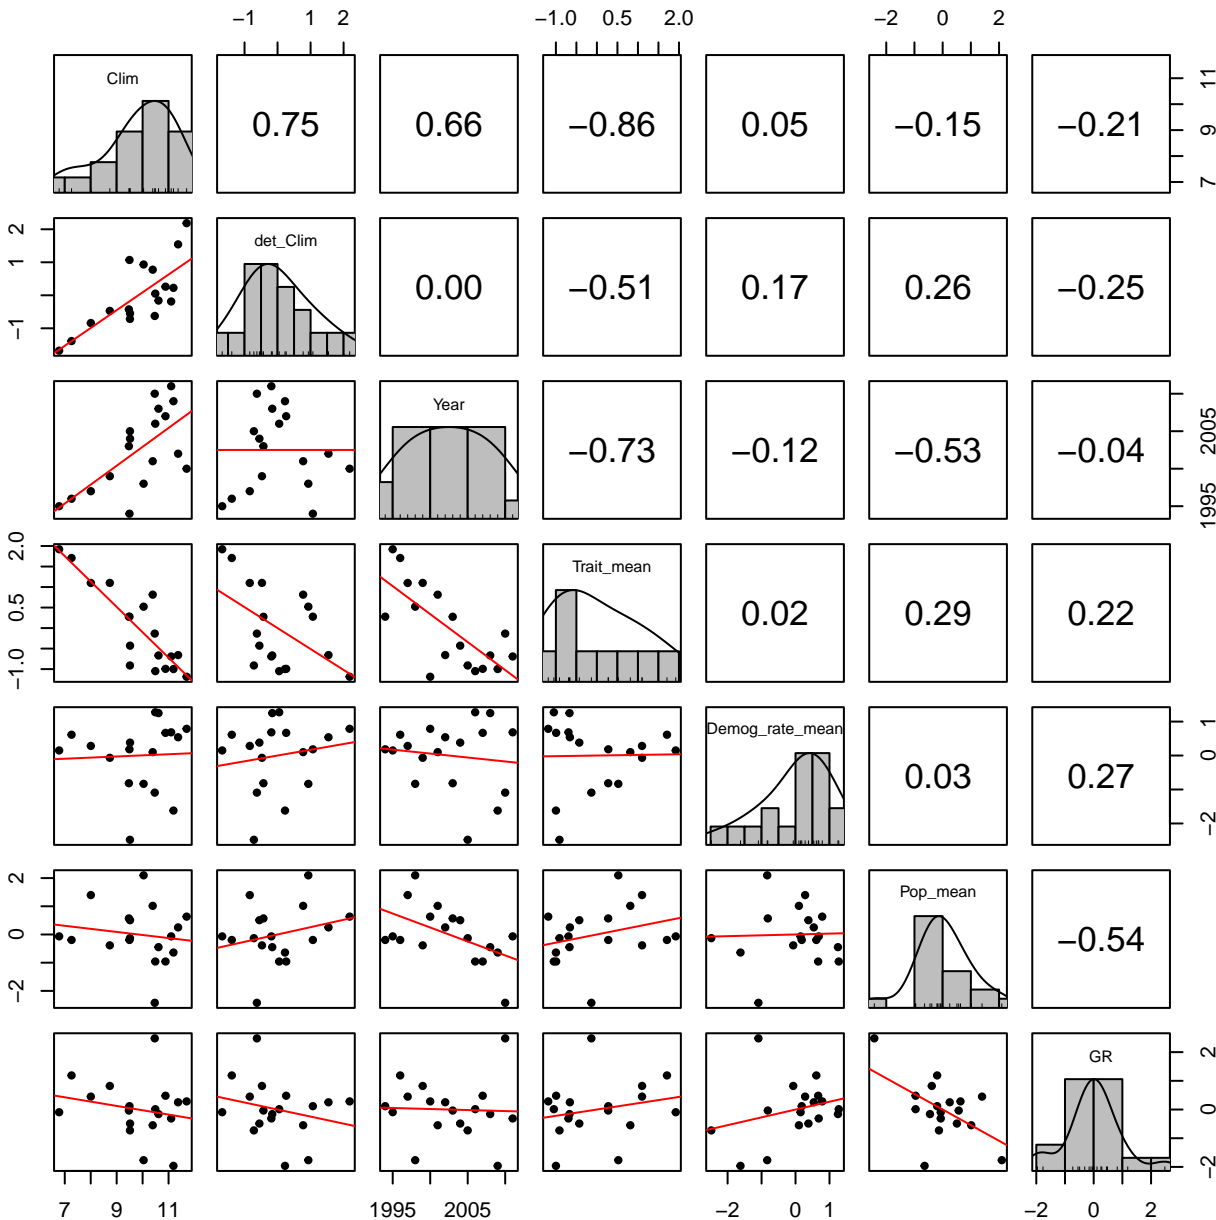 −1 1 2 −1.0 0.5 2.0 −2 0 2
Clim 0.75 0.66 −0.86 0.05 −0.15 −0.21 7 9 11
−1 1 2 det_Clim 0.00 −0.51 0.17 0.26 −0.25
Year −0.73 −0.12 −0.53 −0.04 1995 2005
−1.0 0.5 2.0 Trait_mean 0.02 0.29 0.22
Demog_rate_mean 0.03 0.27 −2 0 1
−2 0 2 Pop_mean −0.54
GR −2 −1 0 2
7 9 11 1995 2005 −2 0 1 −2 0 2